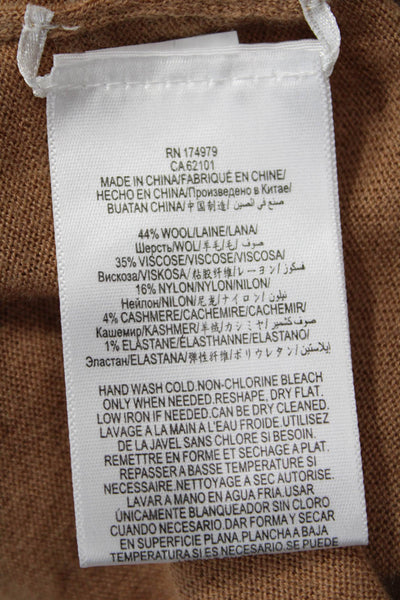 RN 174979
CA 62101
MADE IN CHINA/FABRIQUÉ EN CHINE/
HECHO EN CHINA/Произведено в Китае/
BUATAN CHINA/中国制造/صنع في الصين
44% WOOL/LAINE/LANA/
Шерсть/WOL/羊毛/毛/صوف
35% VISCOSE/VISCOSE/VISCOSA/
Вискоза/VISKOSA/粘胶纤维/レーヨン/فسكوز
16% NYLON/NYLON/NILON/
Нейлон/NILON/尼龙/ナイロン/نيلون
4% CASHMERE/CACHEMIRE/CACHEMIR/
Кашемир/KASHMER/羊绒/カシミヤ/صوف كشمير
1% ELASTANE/ÉLASTHANNE/ELASTANO/
Эластан/ELASTANA/弹性纤维/ポリウレタン/إيلاستين
HAND WASH COLD.NON-CHLORINE BLEACH
ONLY WHEN NEEDED.RESHAPE, DRY FLAT.
LOW IRON IF NEEDED.CAN BE DRY CLEANED.
LAVAGE A LA MAIN A L'EAU FROIDE.UTILISEZ
DE LA JAVEL SANS CHLORE SI BESOIN.
REMETTRE EN FORME ET SECHAGE A PLAT.
REPASSER A BASSE TEMPERATURE SI
NECESSAIRE.NETTOYAGE A SEC AUTORISE.
LAVAR A MANO EN AGUA FRIA.USAR
ÚNICAMENTE BLANQUEADOR SIN CLORO
CUANDO NECESARIO.DAR FORMA Y SECAR
EN PLANO.PLANCHA A BAJA
TEMPERATURA SI ES NECESARIO.SE PUEDE